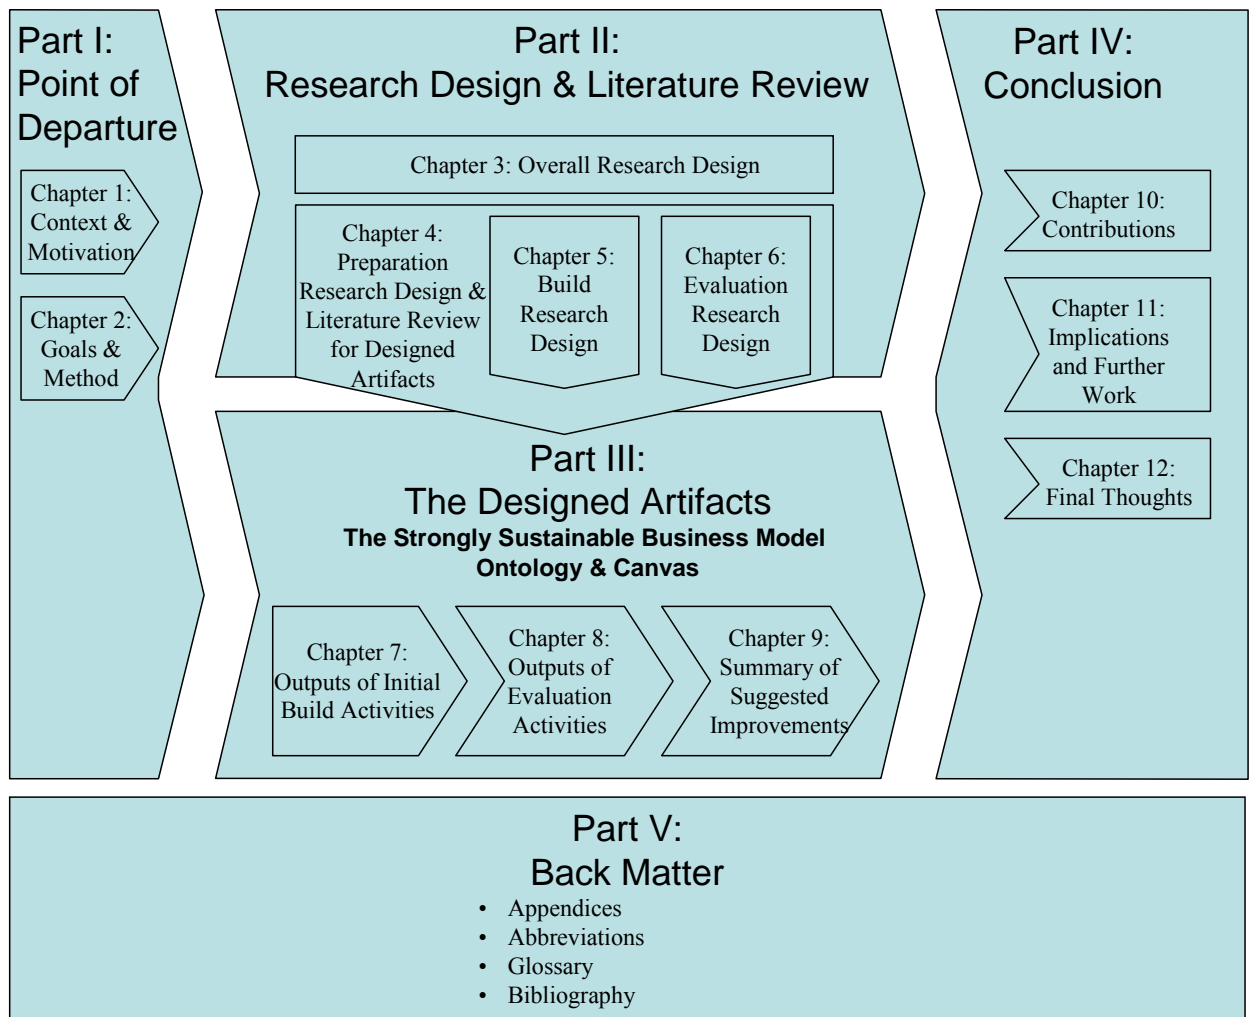 Part I:
Point of
Departure
Chapter 1:
Context &
Motivation
Chapter 2:
Goals &
Method
Part II:
Research Design & Literature Review
Chapter 3: Overall Research Design
Chapter 4:
Preparation
Research Design &
Literature Review
for Designed
Artifacts
Chapter 5:
Build
Research
Design
Chapter 6:
Evaluation
Research
Design
Part III:
The Designed Artifacts
The Strongly Sustainable Business Model
Ontology & Canvas
Chapter 7:
Outputs of Initial
Build Activities
Chapter 8:
Outputs of
Evaluation
Activities
Chapter 9:
Summary of
Suggested
Improvements
Part IV:
Conclusion
Chapter 10:
Contributions
Chapter 11:
Implications
and Further
Work
Chapter 12:
Final Thoughts
Part V:
Back Matter
• Appendices
• Abbreviations
• Glossary
• Bibliography